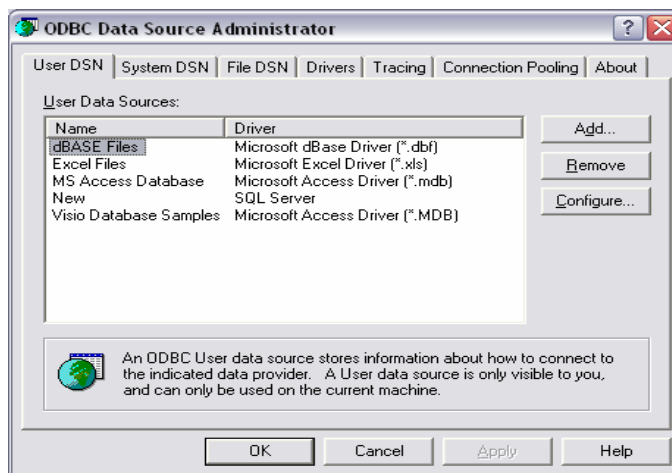 ODBC Data Source Administrator
User DSN System DSN File DSN Drivers Tracing Connection Pooling About
User Data Sources:
Name Driver
dBASE Files Microsoft dBase Driver (*.dbf)
Excel Files Microsoft Excel Driver (*.xls)
MS Access Database Microsoft Access Driver (*.mdb)
New SQL Server
Visio Database Samples Microsoft Access Driver (*.MDB)
Add...
Remove
Configure...
An ODBC User data source stores information about how to connect to
the indicated data provider. A User data source is only visible to you,
and can only be used on the current machine.
OK Cancel Apply Help